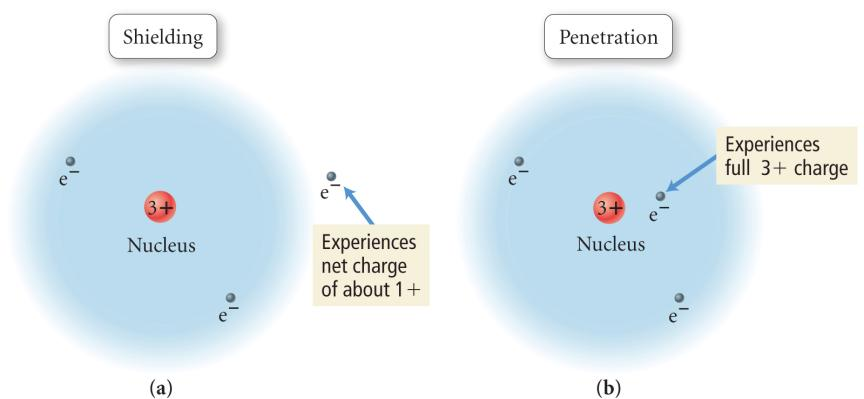 Shielding
e−
3+
Nucleus
e−
e−
Experiences
net charge
of about 1+
(a)
Penetration
e−
3+
Nucleus
e−
e−
Experiences
full 3+ charge
(b)